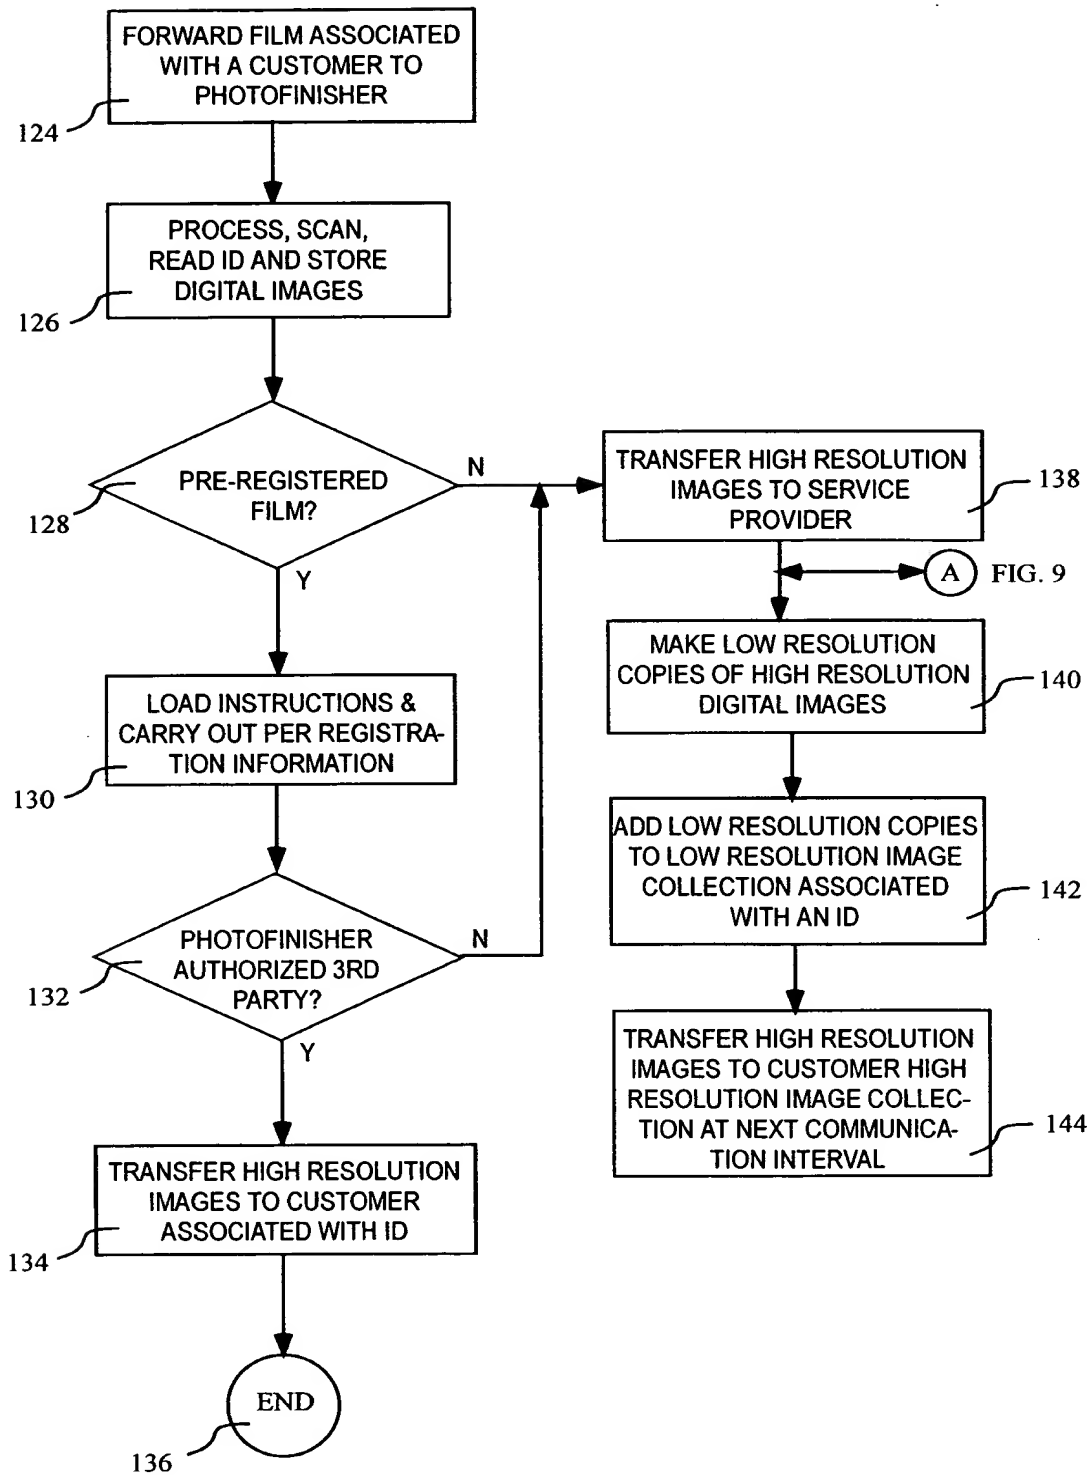 FORWARD FILM ASSOCIATED
WITH A CUSTOMER TO
PHOTOFINISHER
124
PROCESS, SCAN,
READ ID AND STORE
DIGITAL IMAGES
126
PRE-REGISTERED
FILM?
128
N
Y
LOAD INSTRUCTIONS &
CARRY OUT PER REGISTRA-
TION INFORMATION
130
PHOTOFINISHER
AUTHORIZED 3RD
PARTY?
132
N
Y
TRANSFER HIGH RESOLUTION
IMAGES TO CUSTOMER
ASSOCIATED WITH ID
134
END
136
TRANSFER HIGH RESOLUTION
IMAGES TO SERVICE
PROVIDER
138
A FIG. 9
MAKE LOW RESOLUTION
COPIES OF HIGH RESOLUTION
DIGITAL IMAGES
140
ADD LOW RESOLUTION COPIES
TO LOW RESOLUTION IMAGE
COLLECTION ASSOCIATED
WITH AN ID
142
TRANSFER HIGH RESOLUTION
IMAGES TO CUSTOMER HIGH
RESOLUTION IMAGE COLLEC-
TION AT NEXT COMMUNICA-
TION INTERVAL
144